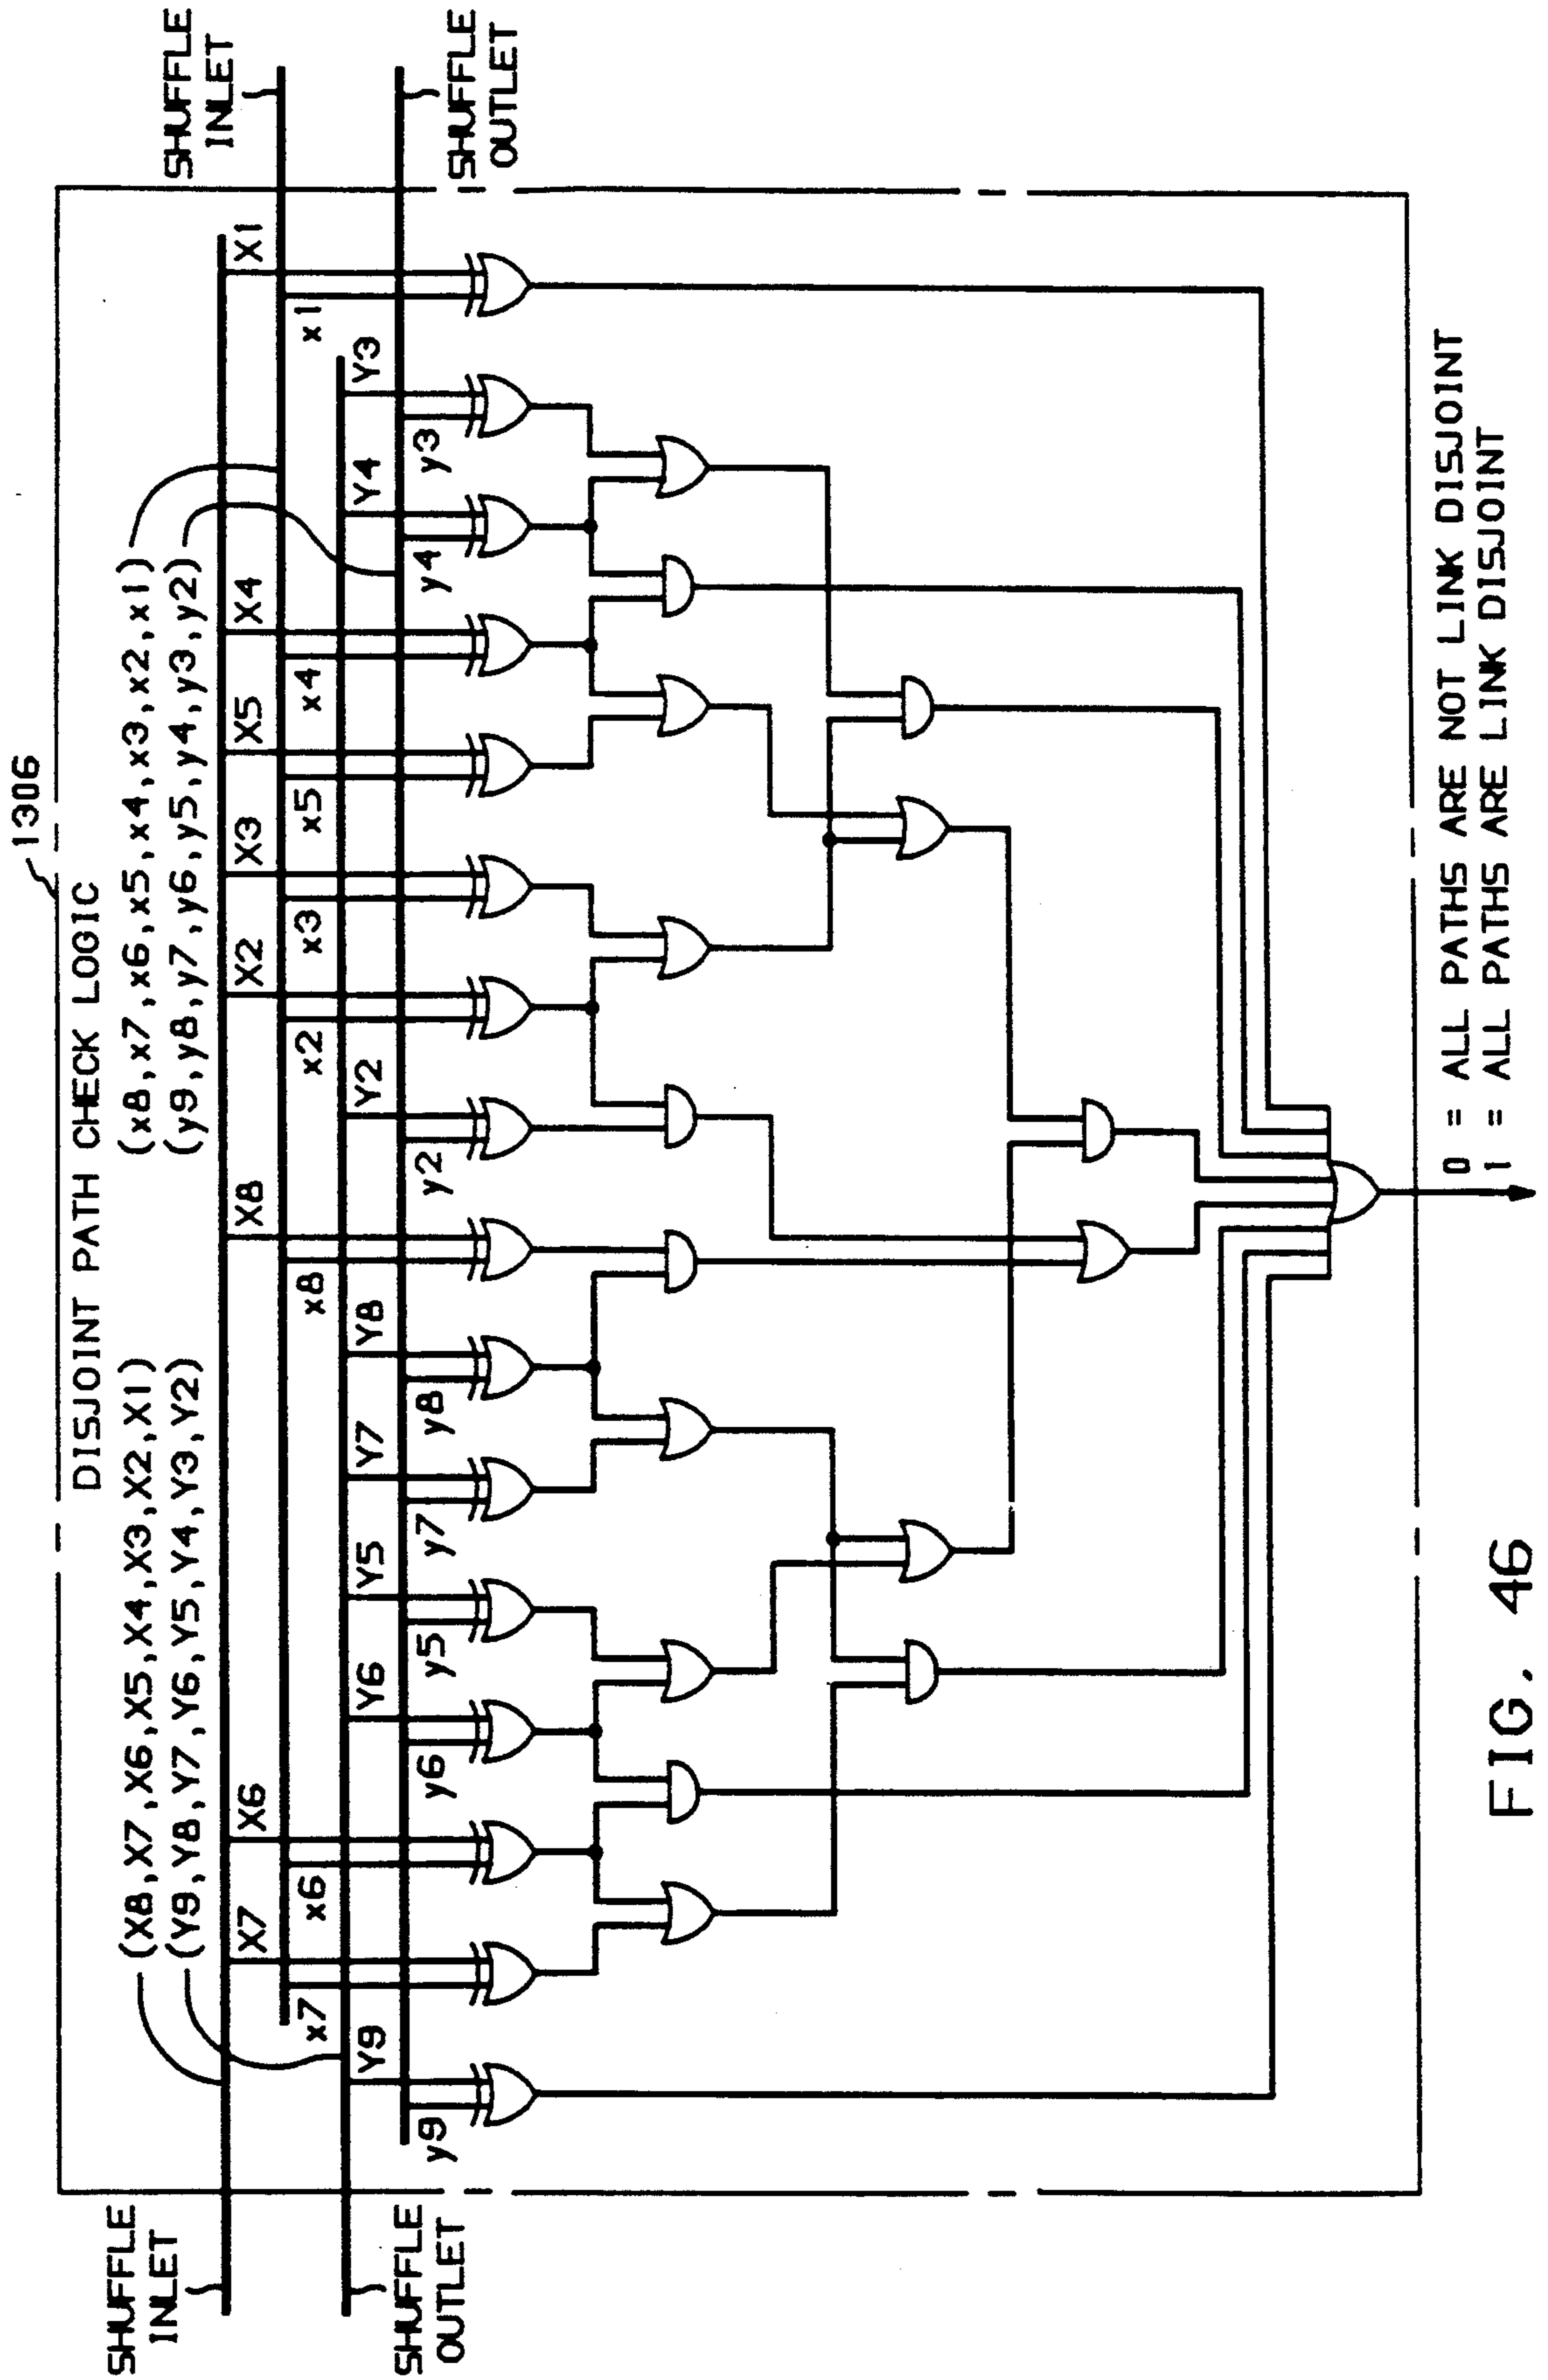 1306
DISJOINT PATH CHECK LOGIC
SHUFFLE
INLET
(X8,X7,X6,X5,X4,X3,X2,X1)
(Y9,Y8,Y7,Y6,Y5,Y4,Y3,Y2)
(x8,x7,x6,x5,x4,x3,x2,x1)
(y9,y8,y7,y6,y5,y4,y3,y2)
SHUFFLE
INLET
X7 X6 X8 X2 X3 X5 X4 X1
x7 x6 x8 x2 x3 x5 x4 x1
Y9 Y6 Y5 Y7 Y8 Y2 Y4 Y3
SHUFFLE
OUTLET
y9 y6 y5 y7 y8 y2 y4 y3
SHUFFLE
OUTLET
0 = ALL PATHS ARE NOT LINK DISJOINT
1 = ALL PATHS ARE LINK DISJOINT
FIG. 46